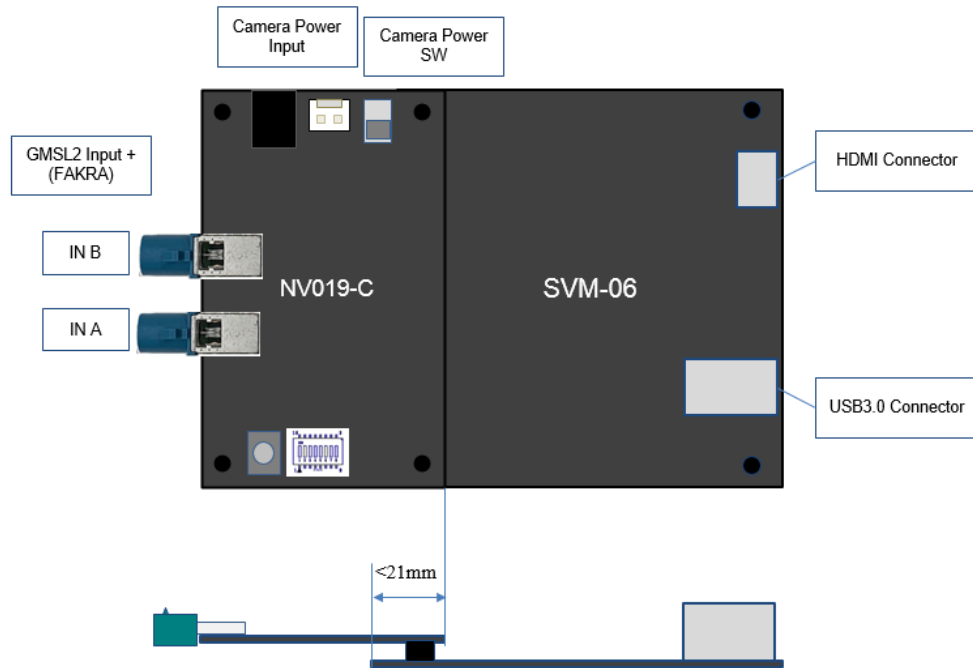 Camera Power
Input
Camera Power
SW
GMSL2 Input +
(FAKRA)
HDMI Connector
IN B
NV019-C
SVM-06
IN A
USB3.0 Connector
<21mm